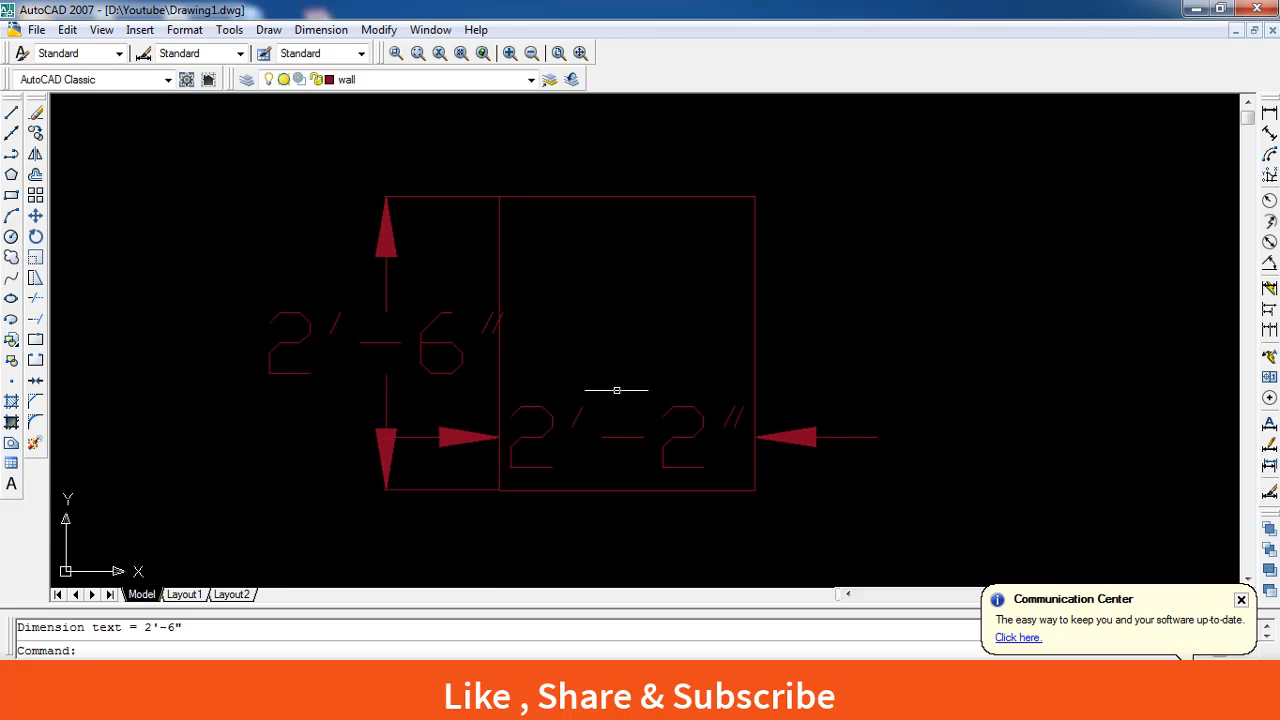 AutoCAD 2007 - [D:\Youtube\Drawing1.dwg]
File Edit View Insert Format Tools Draw Dimension Modify Window Help
Standard Standard Standard
AutoCAD Classic wall
2'-6"
2'-2"
Y
X
Model Layout1 Layout2
Communication Center
The easy way to keep you and your software up-to-date.
Click here.
Dimension text = 2'-6"
Command:
Like , Share & Subscribe